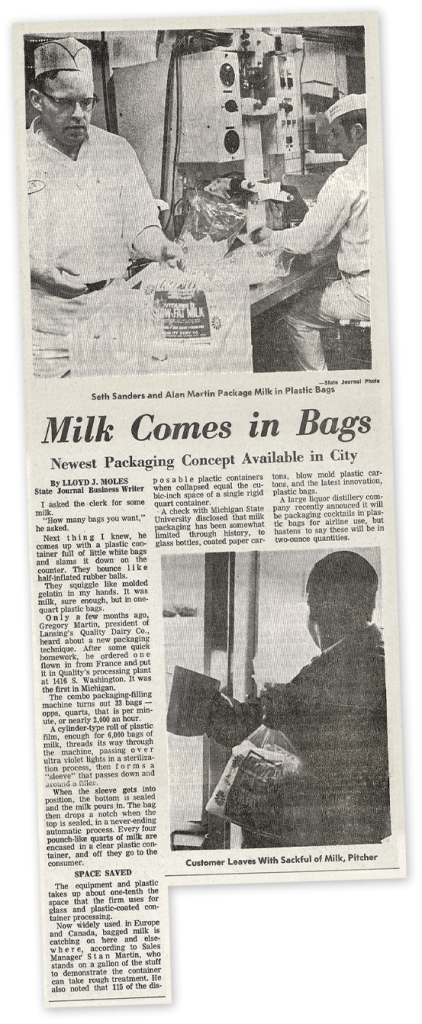 LOW-FAT MILK
—State Journal Photo
Seth Sanders and Alan Martin Package Milk in Plastic Bags
Milk Comes in Bags
Newest Packaging Concept Available in City
By LLOYD J. MOLES
State Journal Business Writer
I asked the clerk for some
milk.
"How many bags you want,"
he asked.
Next thing I knew, he
comes up with a plastic con-
tainer full of little white bags
and slams it down on the
counter. They bounce like
half-inflated rubber balls.
They squiggle like molded
gelatin in my hands. It was
milk, sure enough, but in one-
quart plastic bags.
Only a few months ago,
Gregory Martin, president of
Lansing's Quality Dairy Co.,
heard about a new packaging
technique. After some quick
homework, he ordered one
flown in from France and put
it in Quality's processing plant
at 1416 S. Washington. It was
the first in Michigan.
The combo packaging-filling
machine turns out 33 bags —
opps, quarts, that is per min-
ute, or nearly 2,000 an hour.
A cylinder-type roll of plastic
film, enough for 6,000 bags of
milk, threads its way through
the machine, passing over
ultra violet lights in a steriliza-
tion process, then forms a
"sleeve" that passes down and
around a filler.
When the sleeve gets into
position, the bottom is sealed
and the milk pours in. The bag
then drops a notch when the
top is sealed, in a never-ending
automatic process. Every four
pouch-like quarts of milk are
encased in a clear plastic con-
tainer, and off they go to the
consumer.
SPACE SAVED
The equipment and plastic
takes up about one-tenth the
space that the firm uses for
glass and plastic-coated con-
tainer processing.
Now widely used in Europe
and Canada, bagged milk is
catching on here and else-
where, according to Sales
Manager Stan Martin, who
stands on a gallon of the stuff
to demonstrate the container
can take rough treatment. He
also noted that 115 of the dis-
posable plactic containers
when collapsed equal the cu-
bic-inch space of a single rigid
quart container.
A check with Michigan State
University disclosed that milk
packaging has been somewhat
limited through history, to
glass bottles, coated paper car-
tons, blow mold plastic car-
tons, and the latest innovation,
plastic bags.
A large liquor distillery com-
pany recently announced it will
be packaging cocktails in plas-
tic bags for airline use, but
hastens to say these will be in
two-ounce quantities.
Customer Leaves With Sackful of Milk, Pitcher